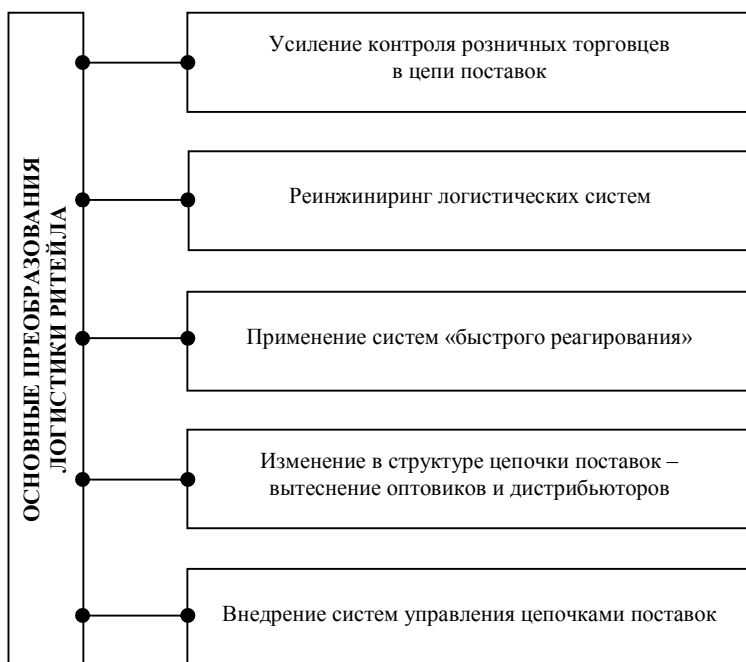 ОСНОВНЫЕ ПРЕОБРАЗОВАНИЯ
ЛОГИСТИКИ РИТЕЙЛА
Усиление контроля розничных торговцев
в цепи поставок
Реинжиниринг логистических систем
Применение систем «быстрого реагирования»
Изменение в структуре цепочки поставок –
вытеснение оптовиков и дистрибьюторов
Внедрение систем управления цепочками поставок